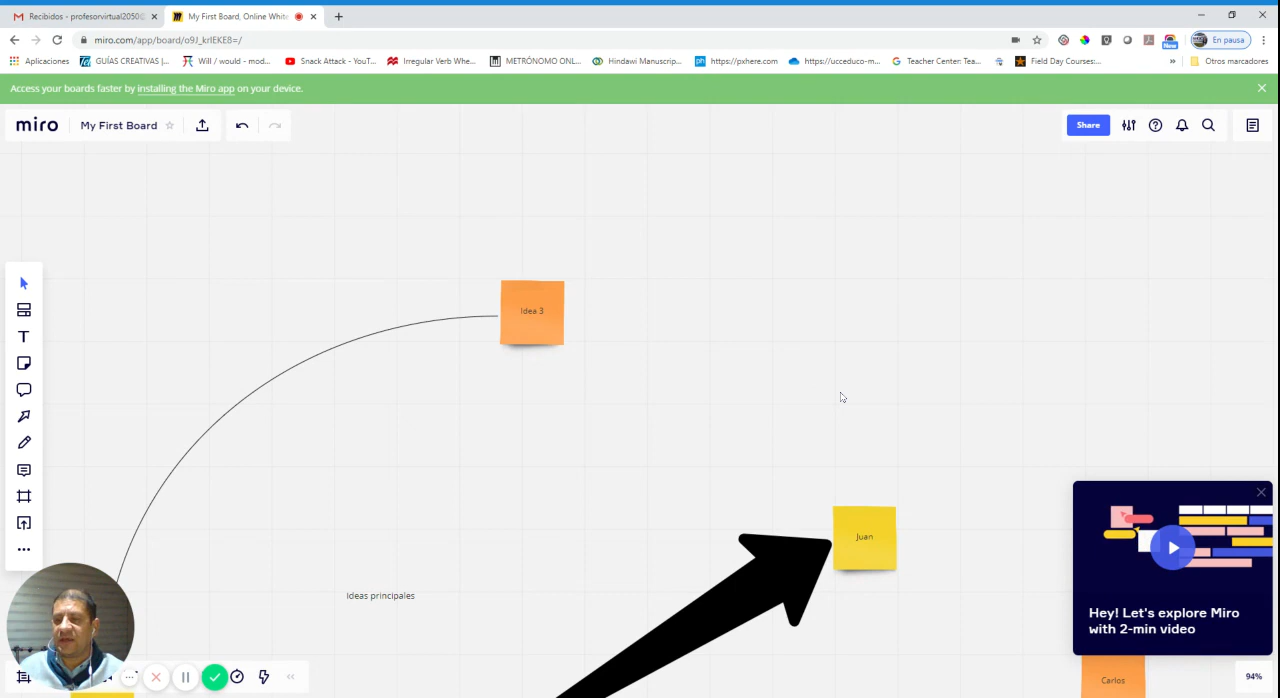 Recibidos - profesorvirtual2050@
My First Board, Online White
miro.com/app/board/o9J_krlEKE8=/
New
En pausa
Aplicaciones
GUÍAS CREATIVAS |...
Will / would - mod...
Snack Attack - YouT...
Irregular Verb Whe...
METRÓNOMO ONL...
Hindawi Manuscrip...
ph
https://pxhere.com
https://ucceduco-m...
Teacher Center: Tea...
Field Day Courses:...
»
Otros marcadores
Access your boards faster by installing the Miro app on your device.
miro
My First Board
Share
Idea 3
Juan
Ideas principales
Hey! Let's explore Miro
with 2-min video
Carlos
94%